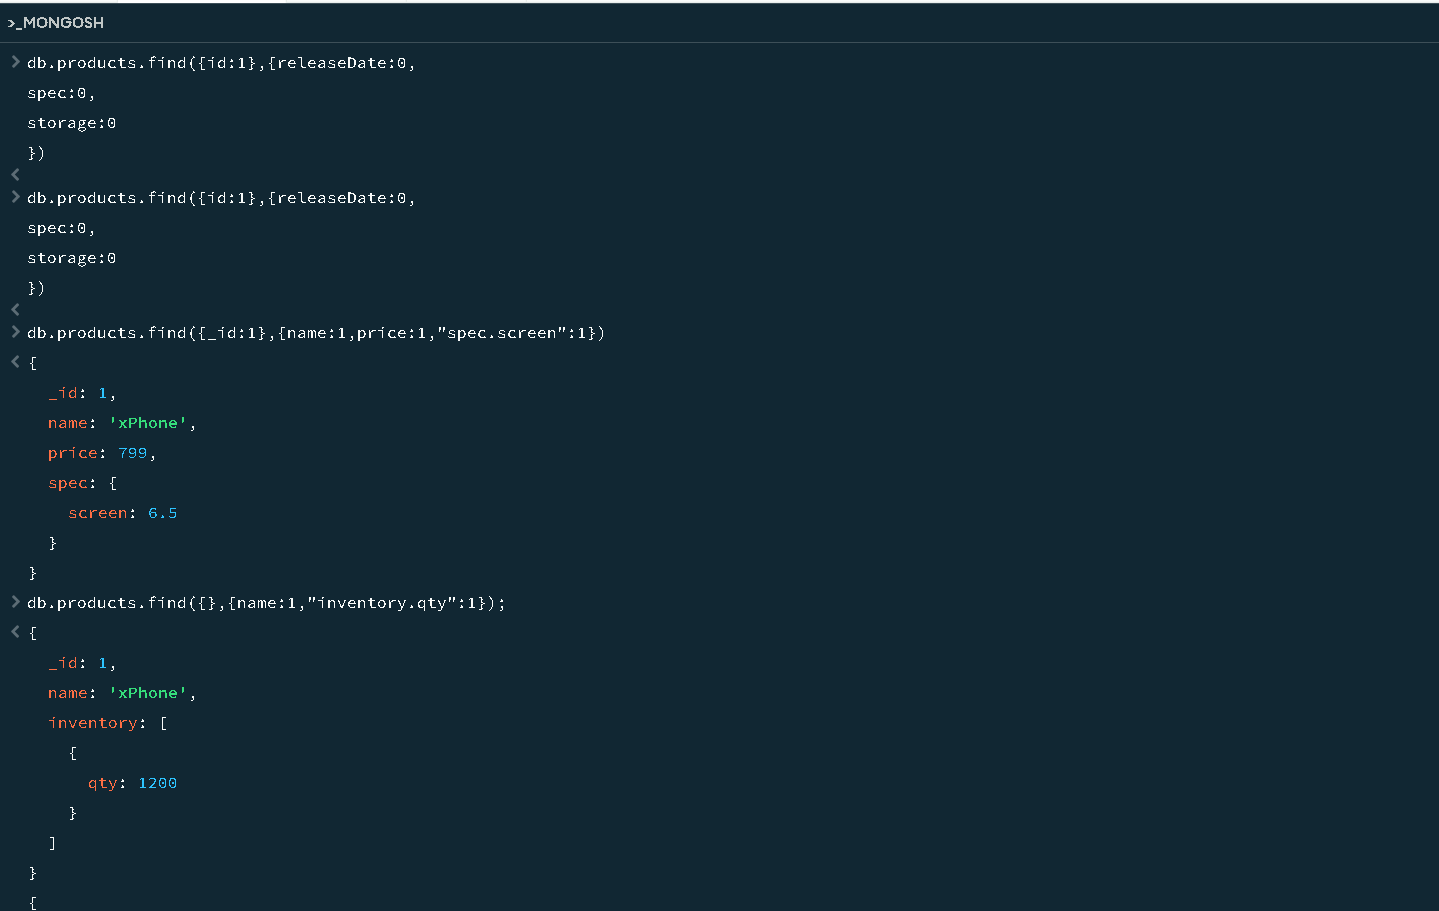 >_MONGOSH
> db.products.find({id:1},{releaseDate:0,
spec:0,
storage:0
})
<
> db.products.find({id:1},{releaseDate:0,
spec:0,
storage:0
})
<
> db.products.find({_id:1},{name:1,price:1,"spec.screen":1})
< {
_id: 1,
name: 'xPhone',
price: 799,
spec: {
screen: 6.5
}
}
> db.products.find({},{name:1,"inventory.qty":1});
< {
_id: 1,
name: 'xPhone',
inventory: [
{
qty: 1200
}
]
}
{